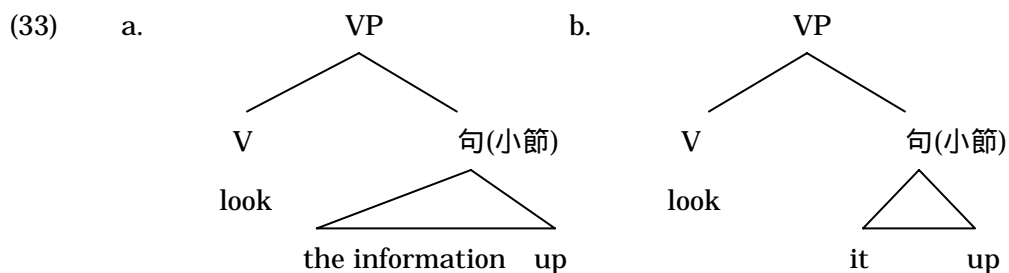 (33) a. VP b. VP
V 句(小節) V 句(小節)
look look
the information up it up